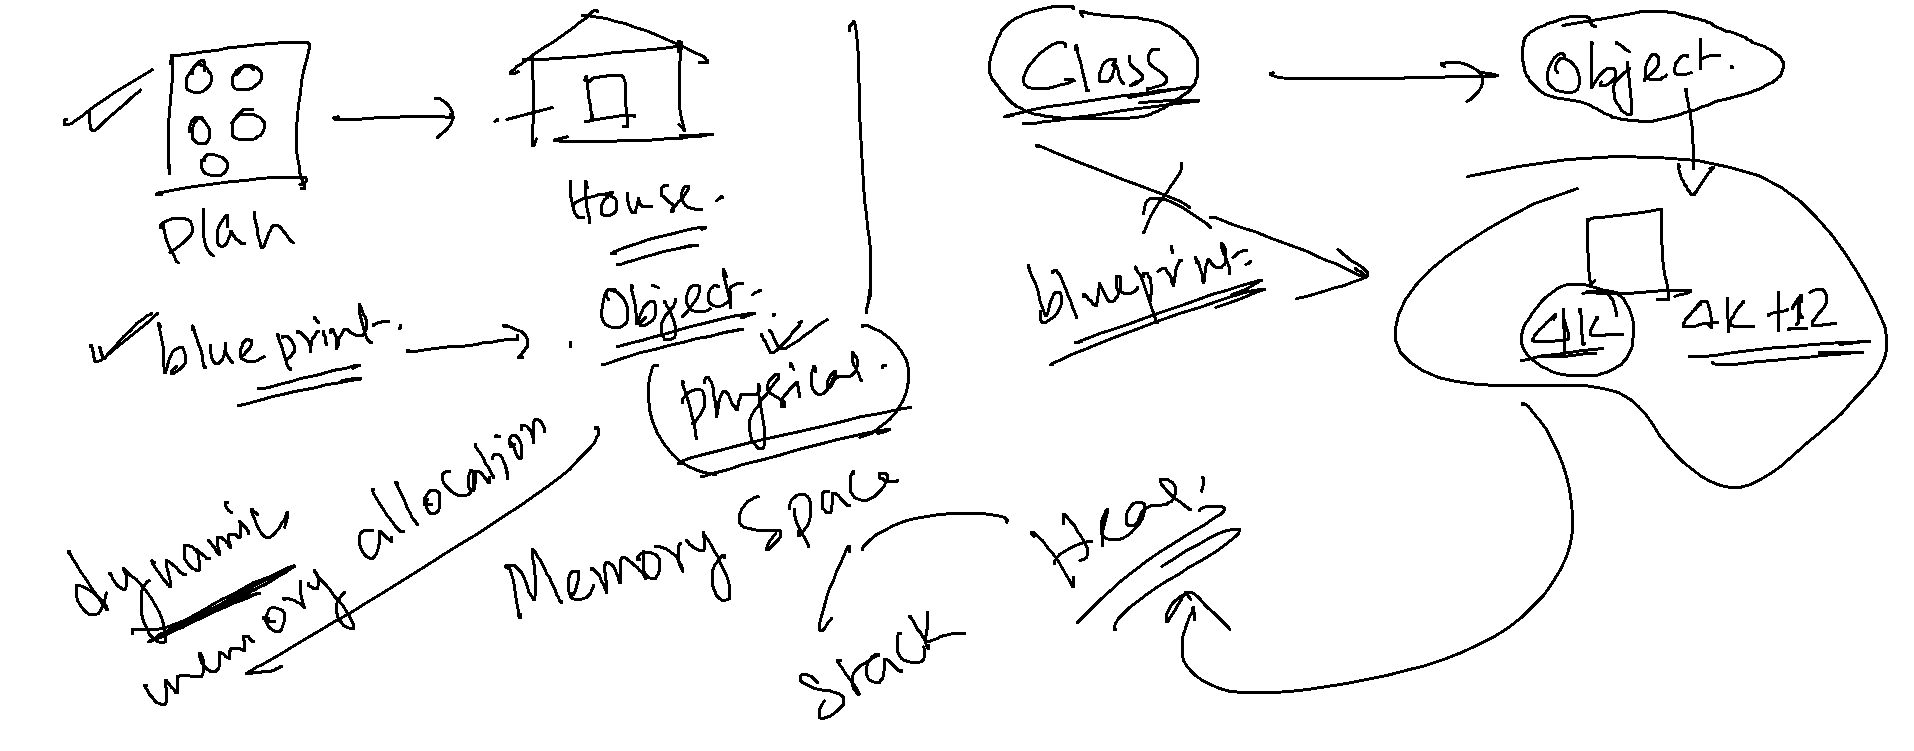 Class
Object.
Plan
House.
blueprint.
Object.
blueprint.
4K
4K+12
Physical.
dynamic
memory allocation
Memory Space
Heap.
Stack